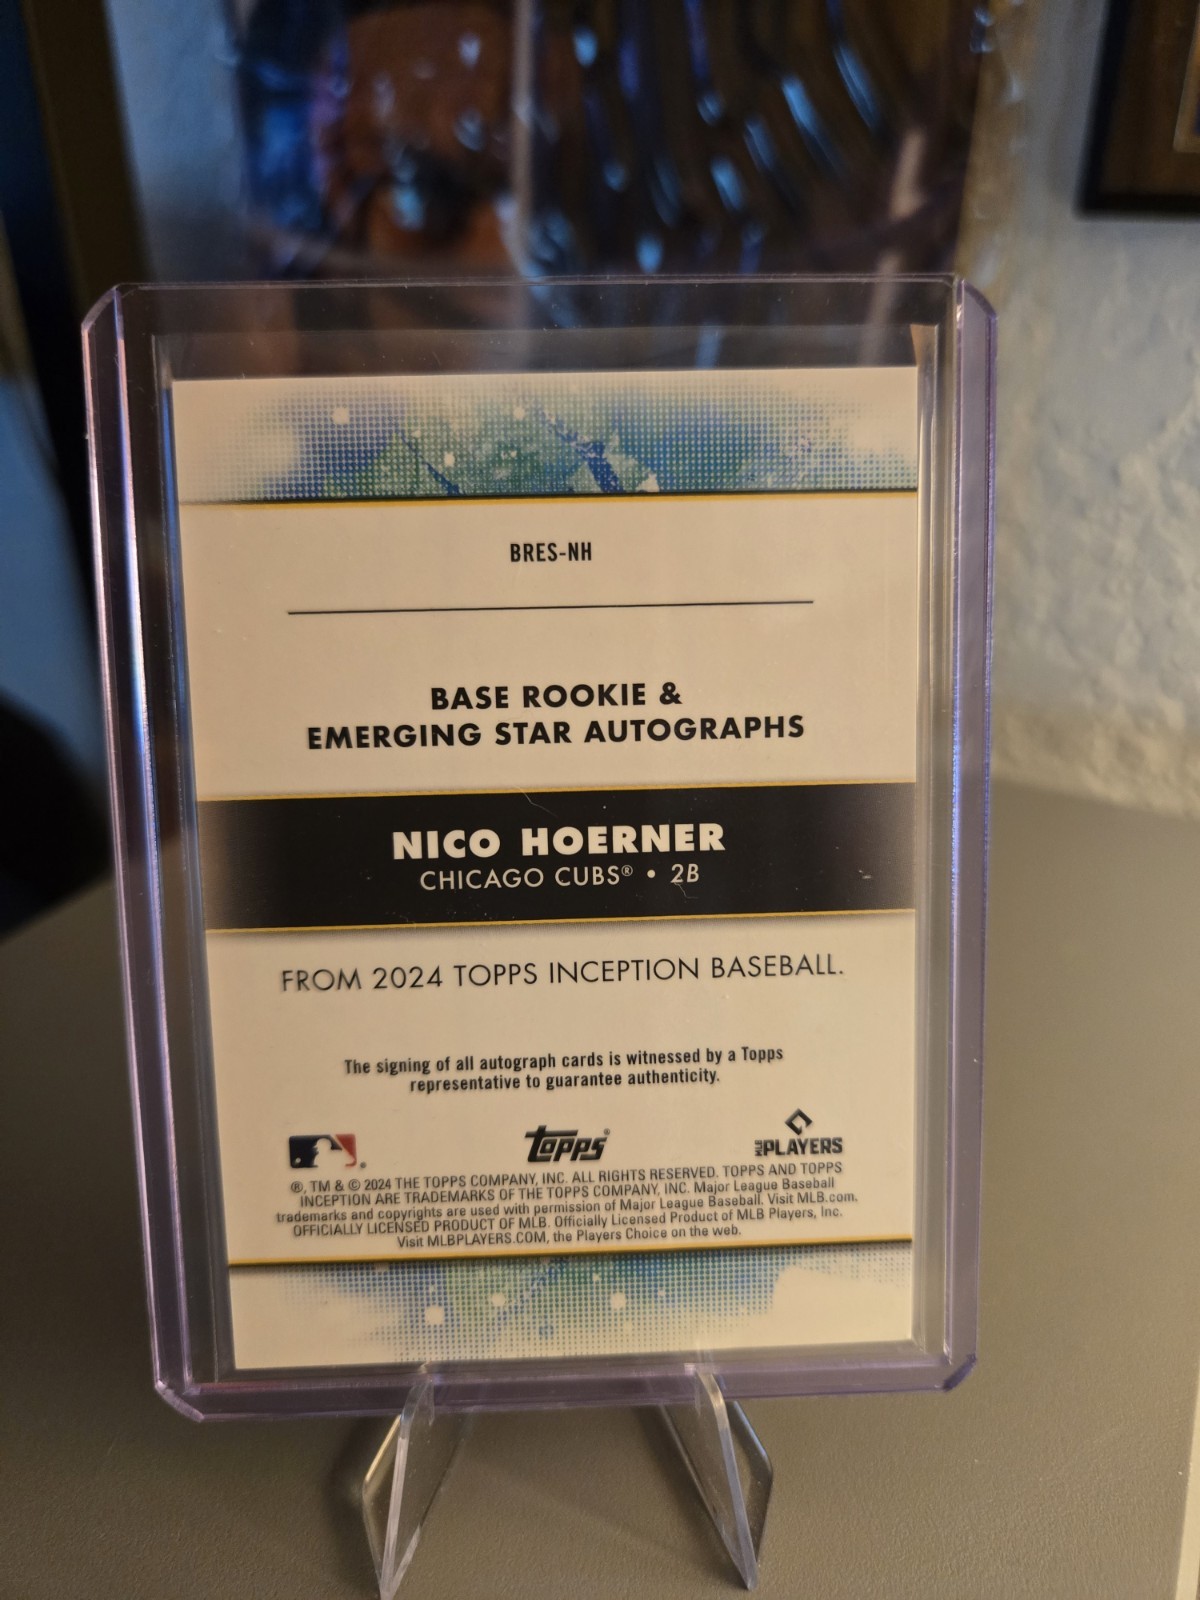 BRES-NH
BASE ROOKIE &
EMERGING STAR AUTOGRAPHS
NICO HOERNER
CHICAGO CUBS® • 2B
FROM 2024 TOPPS INCEPTION BASEBALL.
The signing of all autograph cards is witnessed by a Topps
representative to guarantee authenticity.
® Topps® MLB PLAYERS
®, TM & © 2024 THE TOPPS COMPANY, INC. ALL RIGHTS RESERVED. TOPPS AND TOPPS
INCEPTION ARE TRADEMARKS OF THE TOPPS COMPANY, INC. Major League Baseball
trademarks and copyrights are used with permission of Major League Baseball. Visit MLB.com.
OFFICIALLY LICENSED PRODUCT OF MLB. Officially Licensed Product of MLB Players, Inc.
Visit MLBPLAYERS.COM, the Players Choice on the web.